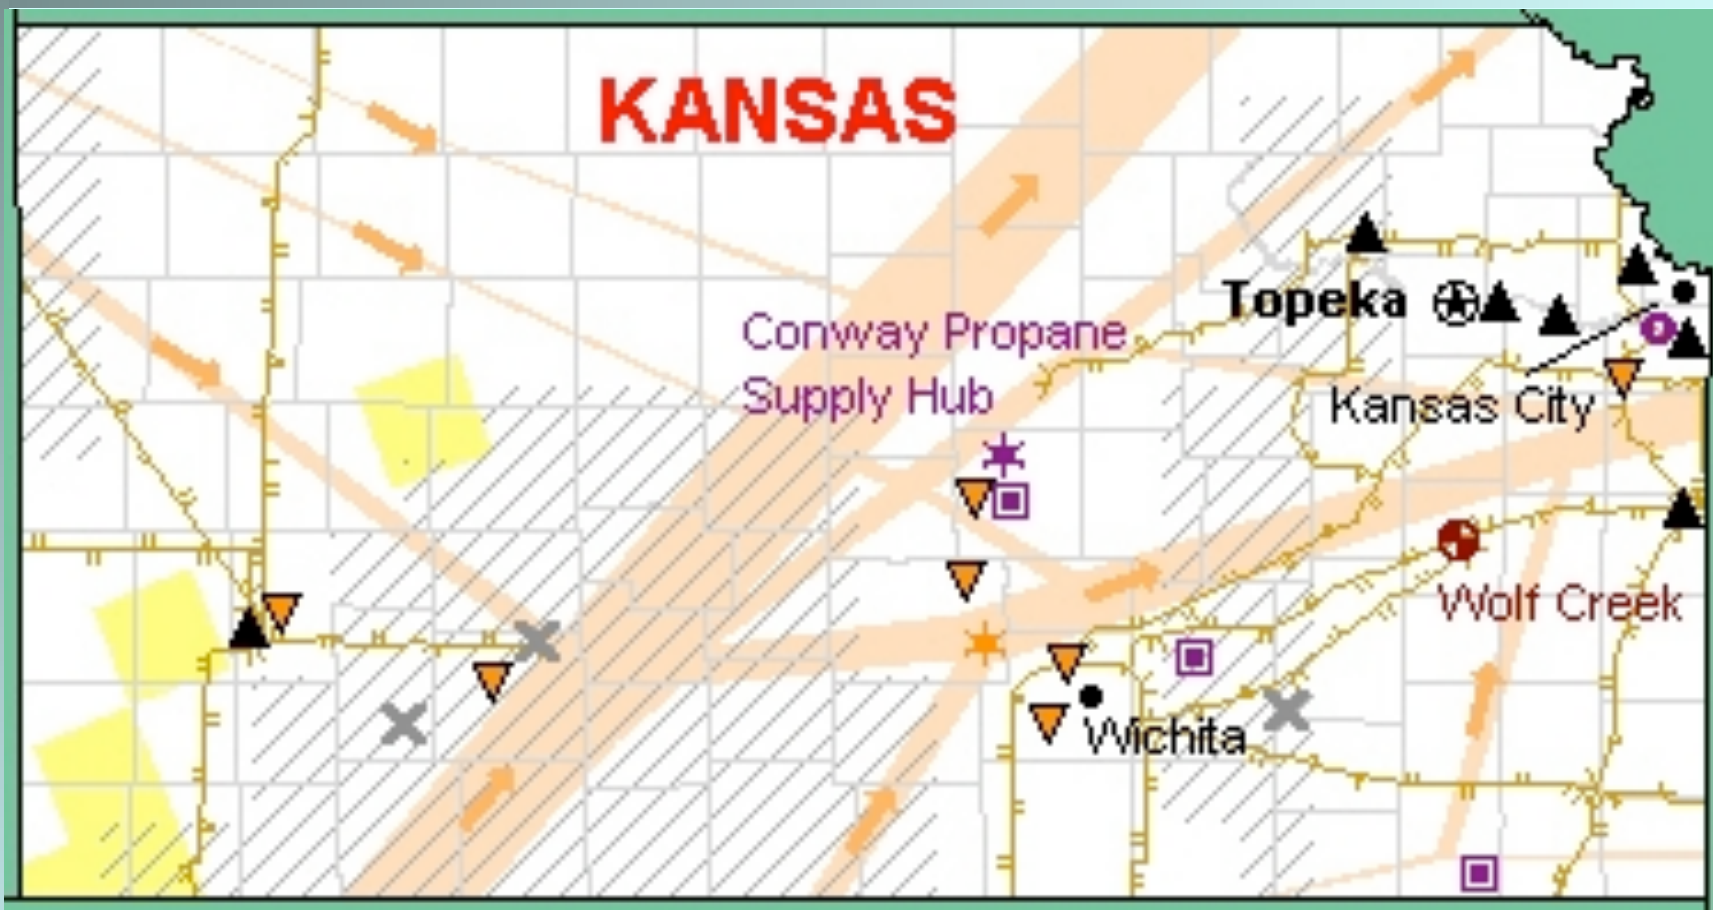 KANSAS
Topeka
Conway Propane
Supply Hub
Kansas City
Wolf Creek
Wichita